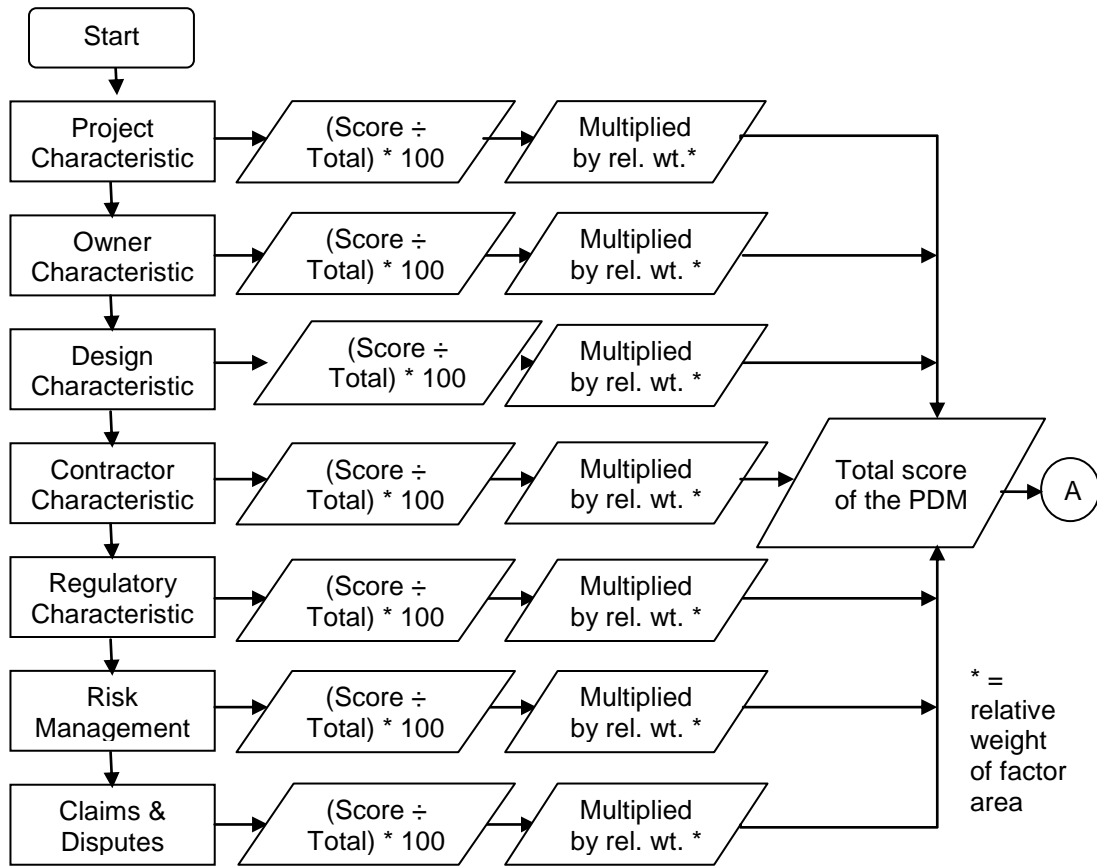 Start
Project
Characteristic
(Score ÷
Total) * 100
Multiplied
by rel. wt.*
Owner
Characteristic
(Score ÷
Total) * 100
Multiplied
by rel. wt. *
Design
Characteristic
(Score ÷
Total) * 100
Multiplied
by rel. wt. *
Contractor
Characteristic
(Score ÷
Total) * 100
Multiplied
by rel. wt. *
Total score
of the PDM
A
Regulatory
Characteristic
(Score ÷
Total) * 100
Multiplied
by rel. wt. *
Risk
Management
(Score ÷
Total) * 100
Multiplied
by rel. wt. *
* =
relative
weight
of factor
area
Claims &
Disputes
(Score ÷
Total) * 100
Multiplied
by rel. wt. *